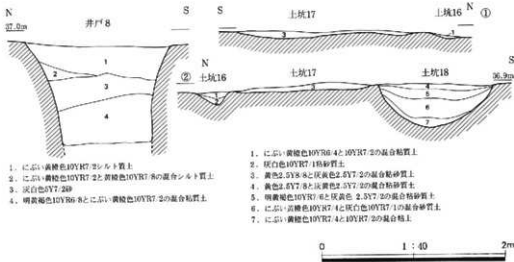 N
井戸8
S
37.0m
1
2
3
4
1. にぶい黄橙色10YR7/2シルト質土
2. にぶい黄橙色10YR7/2と黄橙色10YR7/8の混合シルト質土
3. 灰白色5Y7/2砂
4. 明黄褐色10YR6/8とにぶい黄橙色10YR7/2の混合粘質土
S
土坑17
土坑16
N
①
3
1
②
N
土坑16
土坑17
土坑18
S
36.9m
3
4
5
6
7
1. にぶい黄橙色10YR6/4と10YR7/2の混合粘質土
2. 灰白色10YR7/1粘砂質土
3. 黄色2.5Y8/8と灰黄色2.5Y7/2の混合粘砂質土
4. 黄色2.5Y7/8と灰黄色2.5Y7/2の混合粘質土
5. 明黄褐色10YR7/6と灰黄色 2.5Y7/2の混合粘砂質土
6. にぶい黄橙色10YR7/4と灰白色10YR7/1の混合砂質土
7. にぶい黄橙色10YR7/4と10YR7/2の混合粘土
0
1:40
2m